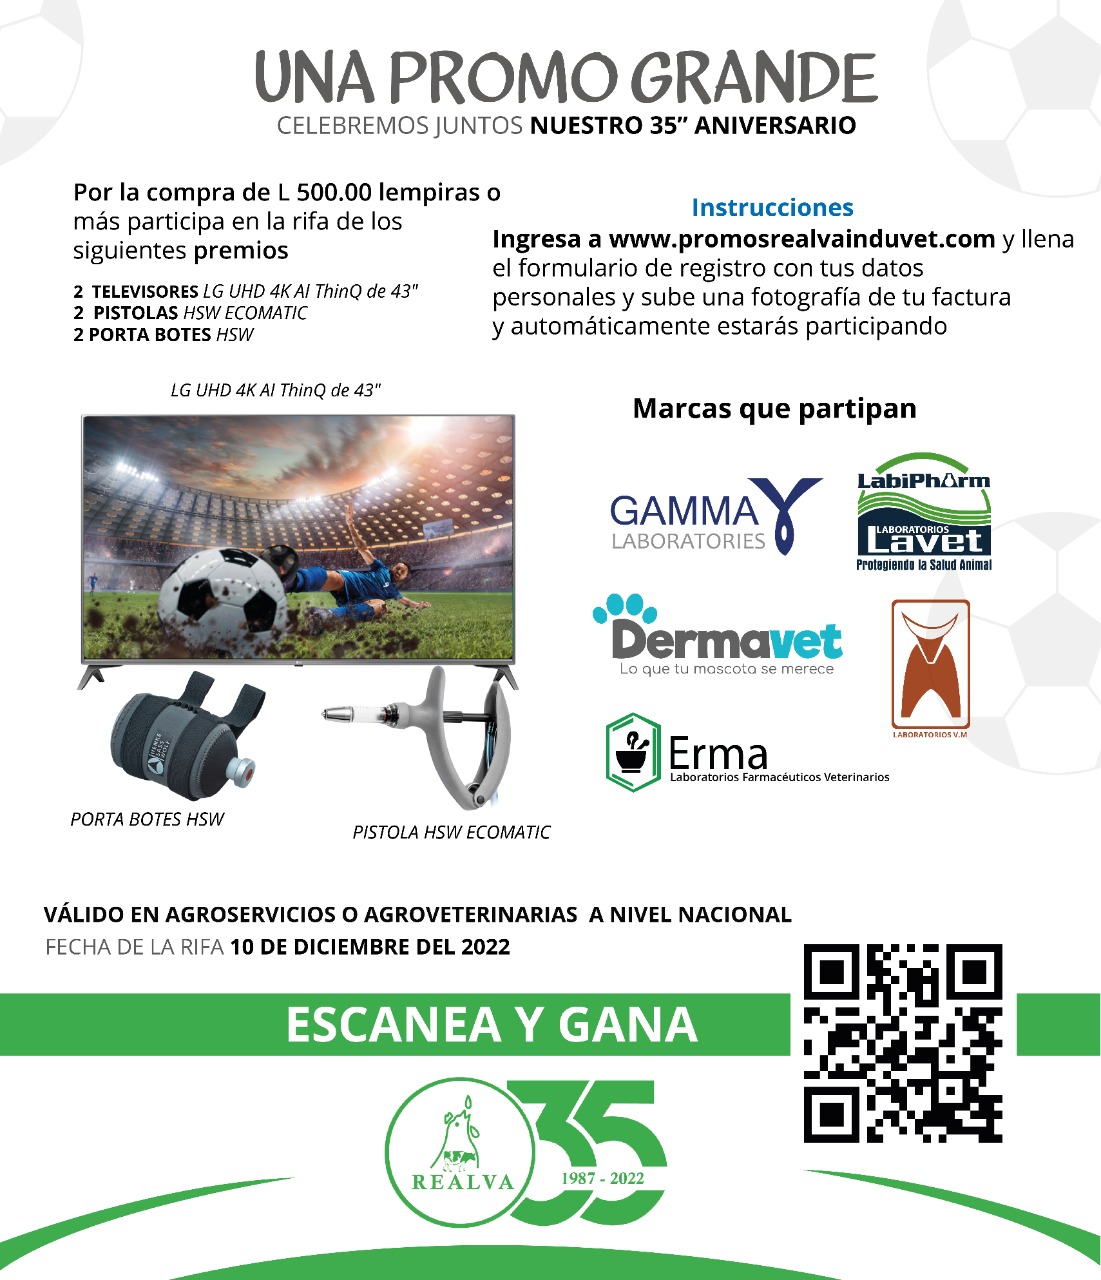 UNA PROMO GRANDE
CELEBREMOS JUNTOS NUESTRO 35” ANIVERSARIO
Por la compra de L 500.00 lempiras o
más participa en la rifa de los
siguientes premios
2 TELEVISORES LG UHD 4K AI ThinQ de 43"
2 PISTOLAS HSW ECOMATIC
2 PORTA BOTES HSW
Instrucciones
Ingresa a www.promosrealvainduvet.com y llena
el formulario de registro con tus datos
personales y sube una fotografía de tu factura
y automáticamente estarás participando
LG UHD 4K AI ThinQ de 43"
PORTA BOTES HSW
PISTOLA HSW ECOMATIC
Marcas que partipan
GAMMA
LABORATORIES
LabiPharm
LABORATORIOS
Lavet
Protegiendo la Salud Animal
Dermavet
Lo que tu mascota se merece
LABORATORIOS V.M
Erma
Laboratorios Farmacéuticos Veterinarios
VÁLIDO EN AGROSERVICIOS O AGROVETERINARIAS A NIVEL NACIONAL
FECHA DE LA RIFA 10 DE DICIEMBRE DEL 2022
ESCANEA Y GANA
REALVA
35
1987 - 2022